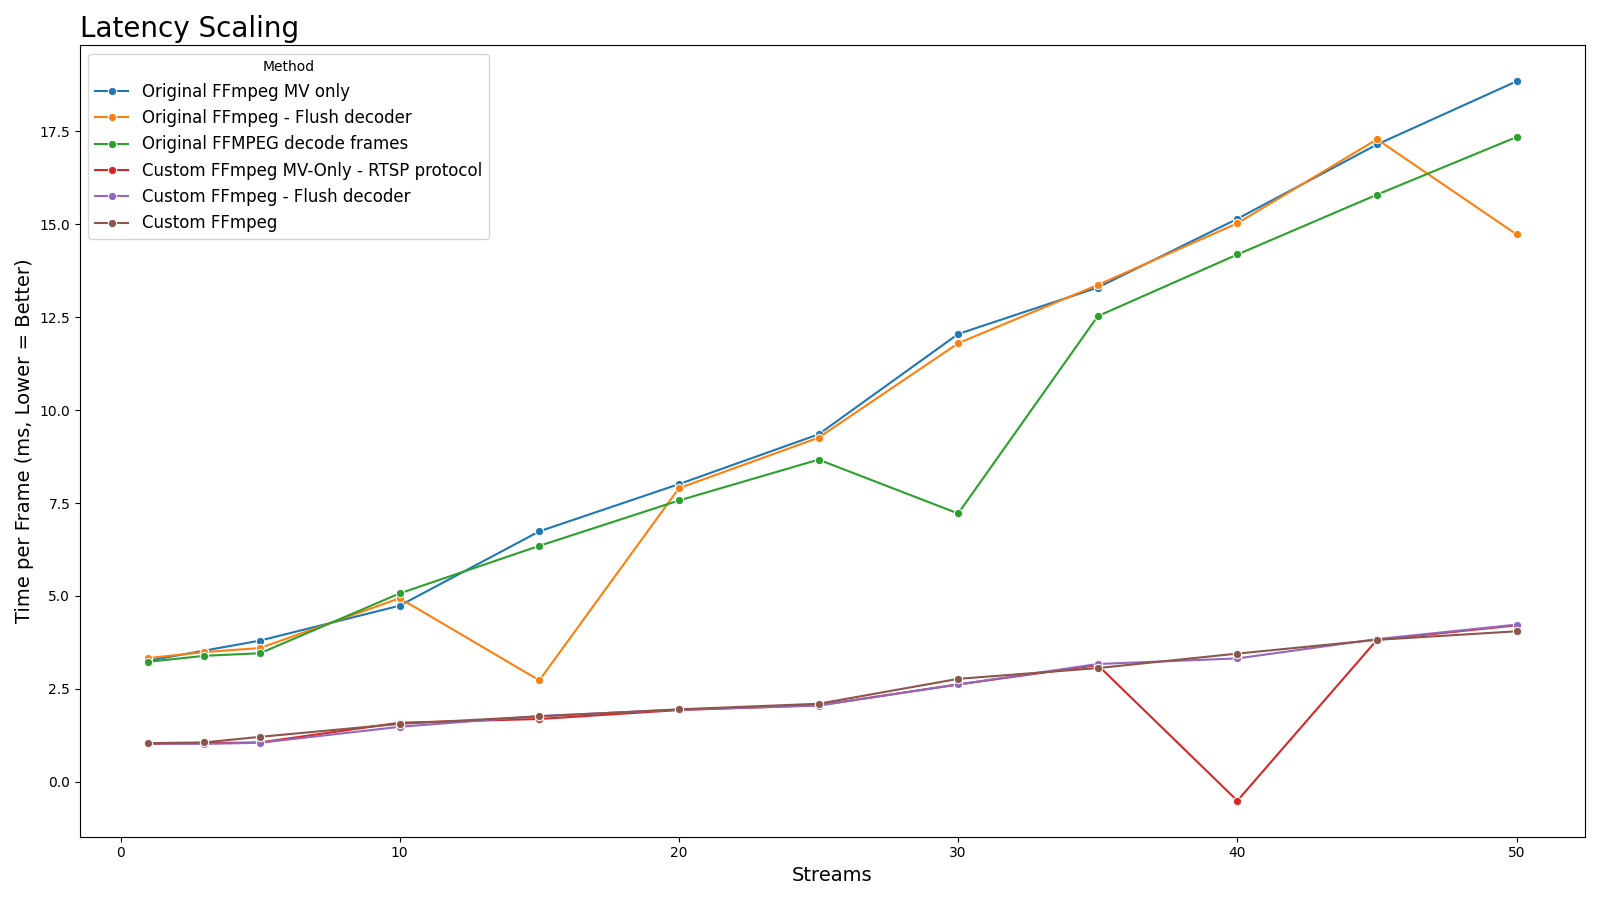 Latency Scaling
Method
Original FFmpeg MV only
Original FFmpeg - Flush decoder
Original FFMPEG decode frames
Custom FFmpeg MV-Only - RTSP protocol
Custom FFmpeg - Flush decoder
Custom FFmpeg
Time per Frame (ms, Lower = Better)
17.5
15.0
12.5
10.0
7.5
5.0
2.5
0.0
0 10 20 30 40 50
Streams